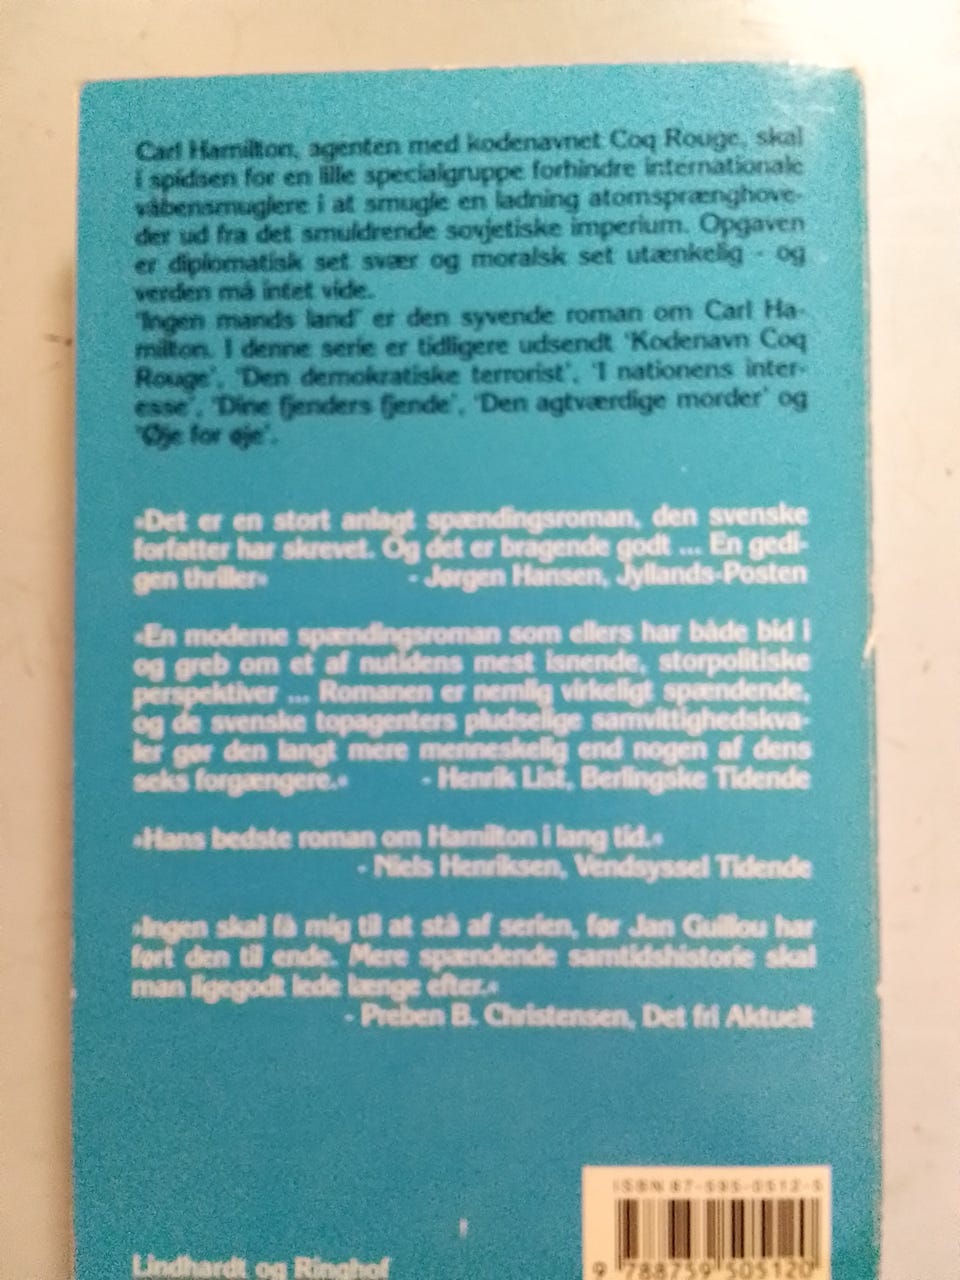 Carl Hamilton, agenten med kodenavnet Coq Rouge, skal
i spidsen for en lille specialgruppe forhindre internationale
våbensmuglere i at smugle en ladning atomsprænghove-
der ud fra det smuldrende sovjetiske imperium. Opgaven
er diplomatisk set svær og moralsk set utænkelig - og
verden må intet vide.
'Ingen mands land' er den syvende roman om Carl Ha-
milton. I denne serie er tidligere udsendt 'Kodenavn Coq
Rouge', 'Den demokratiske terrorist', 'I nationens inter-
esse', 'Dine fjenders fjende', 'Den agtværdige morder' og
'Øje for øje'.
»Det er en stort anlagt spændingsroman, den svenske
forfatter har skrevet. Og det er bragende godt ... En gedi-
gen thriller» - Jørgen Hansen, Jyllands-Posten
»En moderne spændingsroman som ellers har både bid i
og greb om et af nutidens mest isnende, storpolitiske
perspektiver ... Romanen er nemlig virkeligt spændende,
og de svenske topagenters pludselige samvittighedskva-
ler gør den langt mere menneskelig end nogen af dens
seks forgængere.« - Henrik List, Berlingske Tidende
»Hans bedste roman om Hamilton i lang tid.«
- Niels Henriksen, Vendsyssel Tidende
»Ingen skal få mig til at stå af serien, før Jan Guillou har
ført den til ende. Mere spændende samtidshistorie skal
man ligegodt lede længe efter.«
- Preben B. Christensen, Det fri Aktuelt
ISBN 87-595-0512-5
9 788759 505120
Lindhardt og Ringhof